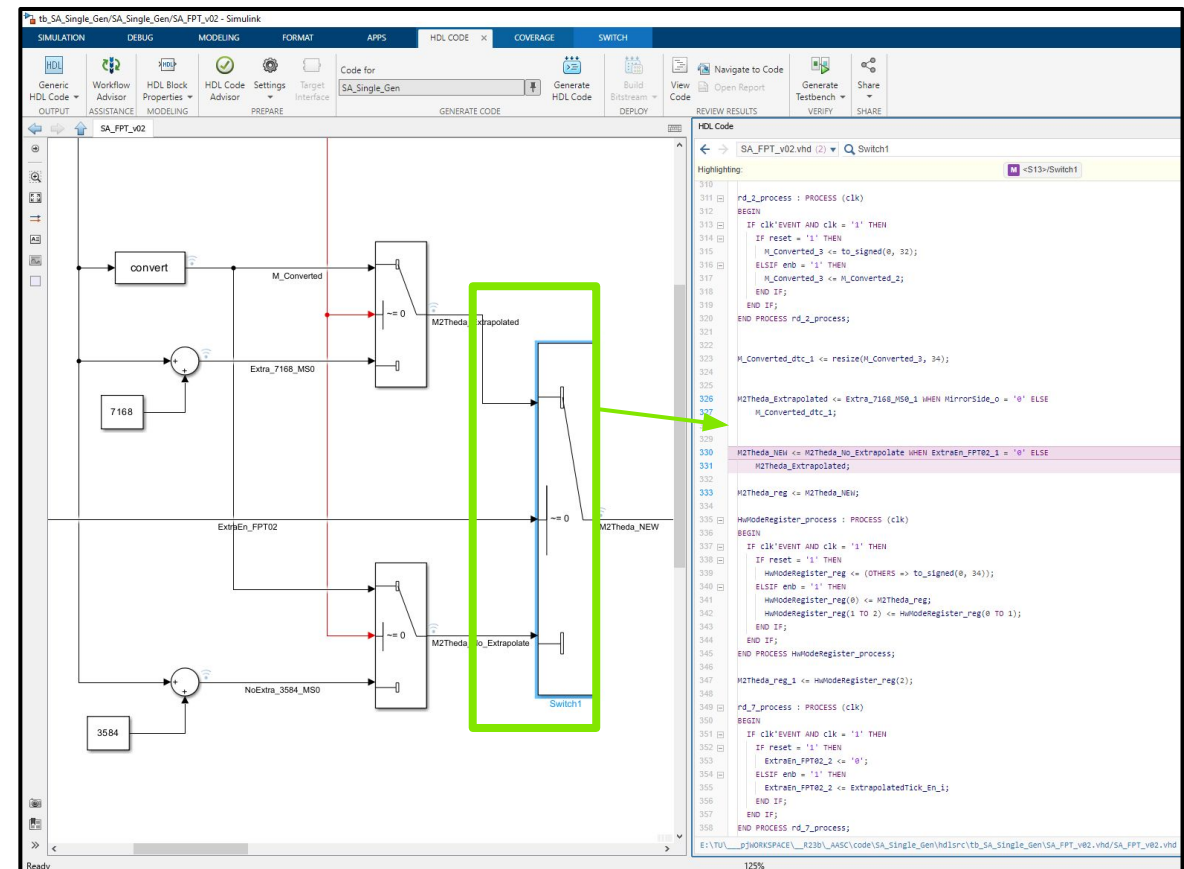 tb_SA_Single_Gen/SA_Single_Gen/SA_FPT_v02 - Simulink
SIMULATION DEBUG MODELING FORMAT APPS HDL CODE × COVERAGE SWITCH
HDL
Generic HDL Code
Workflow Advisor
HDL Block Properties
HDL Code Advisor
Settings
Target Interface
Code for
SA_Single_Gen
Generate HDL Code
Build Bitstream
View Code
Navigate to Code
Open Report
Generate Testbench
Share
OUTPUT ASSISTANCE MODELING PREPARE GENERATE CODE DEPLOY REVIEW RESULTS VERIFY SHARE
SA_FPT_v02
convert
M_Converted
~= 0
M2Theda_Extrapolated
Extra_7168_MS0
7168
ExtraEn_FPT02
~= 0
M2Theda_NEW
~= 0
M2Theda_No_Extrapolate
NoExtra_3584_MS0
Switch1
3584
HDL Code
SA_FPT_v02.vhd (2) Switch1
Highlighting: M <S13>/Switch1
310
311 rd_2_process : PROCESS (clk)
312 BEGIN
313 IF clk'EVENT AND clk = '1' THEN
314 IF reset = '1' THEN
315 M_Converted_3 <= to_signed(0, 32);
316 ELSIF enb = '1' THEN
317 M_Converted_3 <= M_Converted_2;
318 END IF;
319 END IF;
320 END PROCESS rd_2_process;
321
322
323 M_Converted_dtc_1 <= resize(M_Converted_3, 34);
324
325
326 M2Theda_Extrapolated <= Extra_7168_MS0_1 WHEN MirrorSide_o = '0' ELSE
327 M_Converted_dtc_1;
329
330 M2Theda_NEW <= M2Theda_No_Extrapolate WHEN ExtraEn_FPT02_1 = '0' ELSE
331 M2Theda_Extrapolated;
332
333 M2Theda_reg <= M2Theda_NEW;
334
335 HwModeRegister_process : PROCESS (clk)
336 BEGIN
337 IF clk'EVENT AND clk = '1' THEN
338 IF reset = '1' THEN
339 HwModeRegister_reg <= (OTHERS => to_signed(0, 34));
340 ELSIF enb = '1' THEN
341 HwModeRegister_reg(0) <= M2Theda_reg;
342 HwModeRegister_reg(1 TO 2) <= HwModeRegister_reg(0 TO 1);
343 END IF;
344 END IF;
345 END PROCESS HwModeRegister_process;
346
347 M2Theda_reg_1 <= HwModeRegister_reg(2);
348
349 rd_7_process : PROCESS (clk)
350 BEGIN
351 IF clk'EVENT AND clk = '1' THEN
352 IF reset = '1' THEN
353 ExtraEn_FPT02_2 <= '0';
354 ELSIF enb = '1' THEN
355 ExtraEn_FPT02_2 <= ExtrapolatedTick_En_i;
356 END IF;
357 END IF;
358 END PROCESS rd_7_process;
E:\TU\___pjWORKSPACE\__R23b\_AASC\code\SA_Single_Gen\hdlsrc\tb_SA_Single_Gen\SA_FPT_v02.vhd/SA_FPT_v02.vhd
Ready 125%